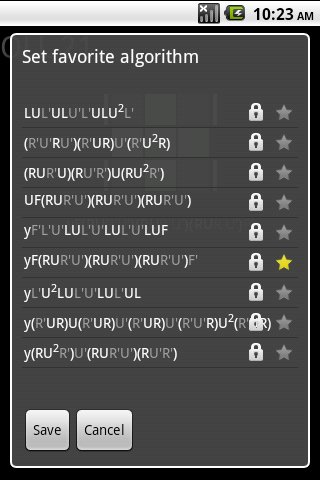 10:23 AM
Set favorite algorithm
LUL'ULU'L'ULU²L'
(R'U'RU')(R'UR)U'(R'U²R)
(RUR'U)(RU'R')U(RU²R')
UF(RUR'U')(RUR'U')(RUR'U')
yF'L'U'LUL'U'LUL'U'LUF
yF(RUR'U')(RUR'U')(RUR'U')F'
yL'U²LUL'U'LUL'UL
y(R'UR)U(R'UR)U'(R'UR)U'(R'U'R)U²(R'UR)
y(RU²R')U'(RUR'U')(RU'R')
Save
Cancel